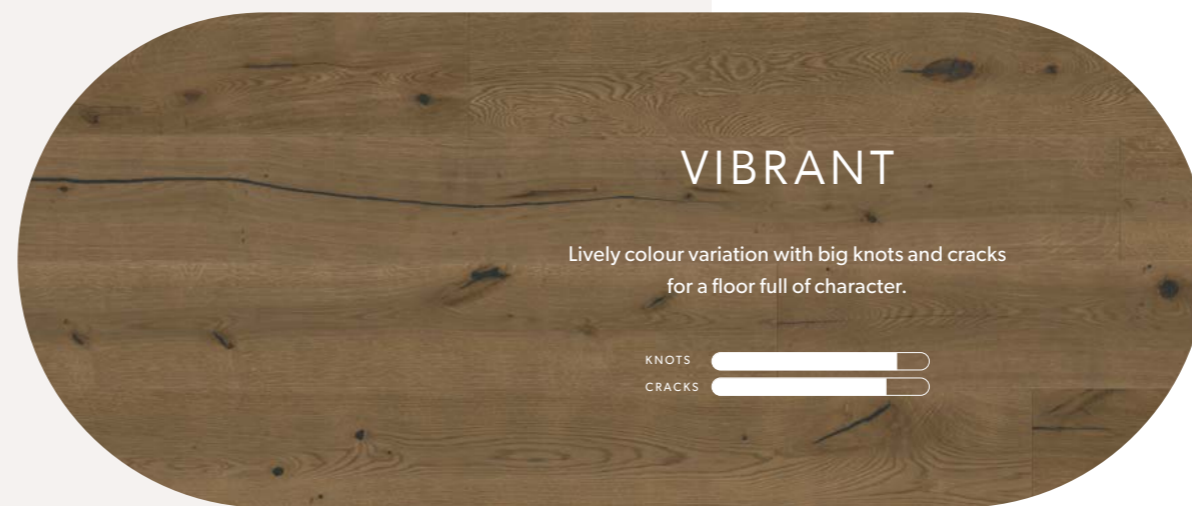 VIBRANT
Lively colour variation with big knots and cracks
for a floor full of character.
KNOTS
CRACKS